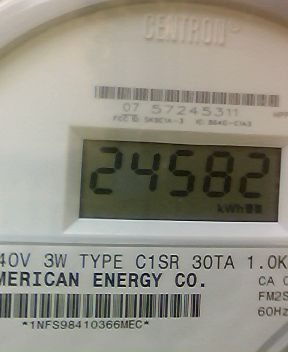 CENTRON®
07 57245311
24582
kWh
40V 3W TYPE C1SR 30TA 1.0K
MERICAN ENERGY CO.
CA
FM2S
60Hz
*1NFS98410366MEC*